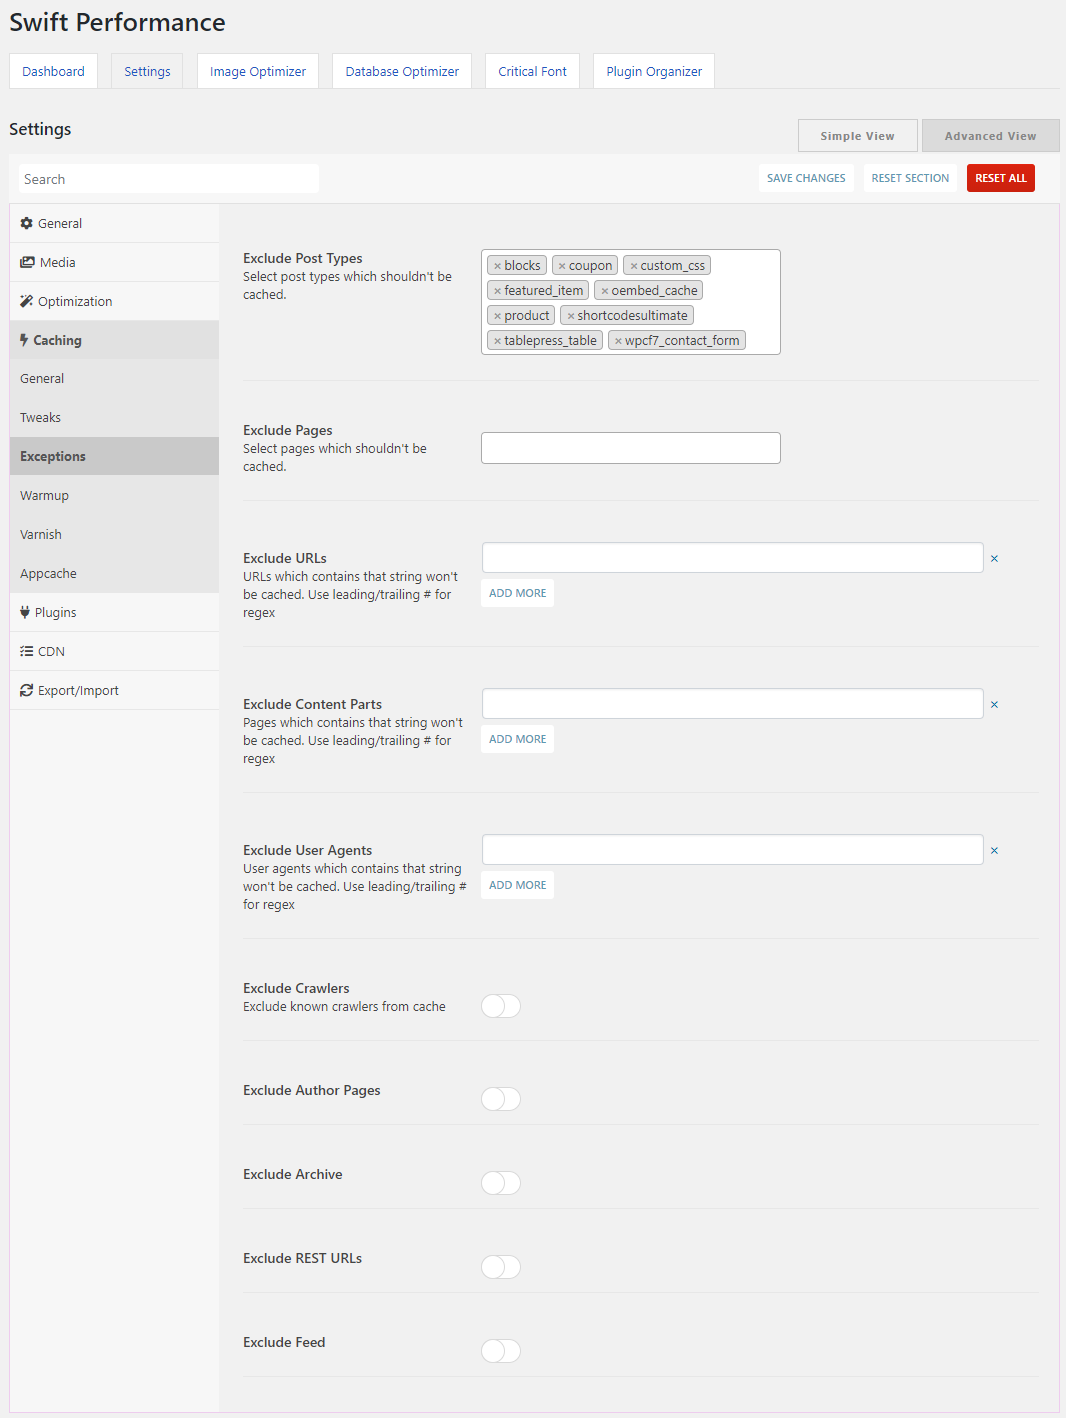 Swift Performance
Dashboard
Settings
Image Optimizer
Database Optimizer
Critical Font
Plugin Organizer
Settings
Simple View
Advanced View
Search
SAVE CHANGES
RESET SECTION
RESET ALL
General
Media
Optimization
Caching
General
Tweaks
Exceptions
Warmup
Varnish
Appcache
Plugins
CDN
Export/Import
Exclude Post Types
Select post types which shouldn't be
cached.
× blocks × coupon × custom_css
× featured_item × oembed_cache
× product × shortcodesultimate
× tablepress_table × wpcf7_contact_form
Exclude Pages
Select pages which shouldn't be
cached.
Exclude URLs
URLs which contains that string won't
be cached. Use leading/trailing # for
regex
×
ADD MORE
Exclude Content Parts
Pages which contains that string won't
be cached. Use leading/trailing # for
regex
×
ADD MORE
Exclude User Agents
User agents which contains that string
won't be cached. Use leading/trailing #
for regex
×
ADD MORE
Exclude Crawlers
Exclude known crawlers from cache
Exclude Author Pages
Exclude Archive
Exclude REST URLs
Exclude Feed